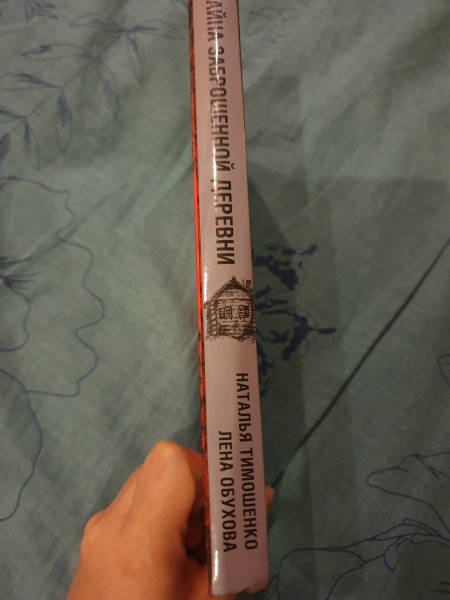 АЙНА ЗАБРОШЕННОЙ ДЕРЕВНИ
НАТАЛЬЯ ТИМОШЕНКО
ЛЕНА ОБУХОВА